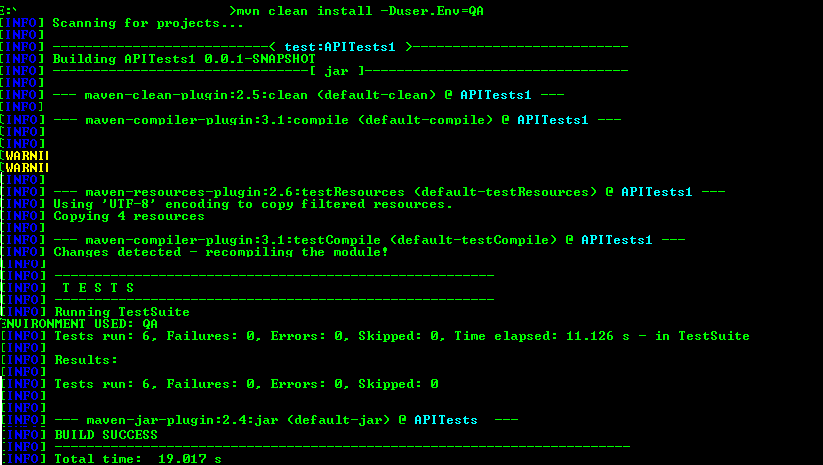 E:\ >mvn clean install -Duser.Env=QA
[INFO] Scanning for projects...
[INFO]
[INFO] ---------------------------< test:APITests1 >---------------------------
[INFO] Building APITests1 0.0.1-SNAPSHOT
[INFO] --------------------------------[ jar ]---------------------------------
[INFO]
[INFO] --- maven-clean-plugin:2.5:clean (default-clean) @ APITests1 ---
[INFO]
[INFO] --- maven-compiler-plugin:3.1:compile (default-compile) @ APITests1 ---
[INFO]
[INFO]
[WARNI
[WARNI
[INFO]
[INFO] --- maven-resources-plugin:2.6:testResources (default-testResources) @ APITests1 ---
[INFO] Using 'UTF-8' encoding to copy filtered resources.
[INFO] Copying 4 resources
[INFO]
[INFO] --- maven-compiler-plugin:3.1:testCompile (default-testCompile) @ APITests1 ---
[INFO] Changes detected - recompiling the module!
[INFO]
[INFO] -------------------------------------------------------
[INFO]  T E S T S
[INFO] -------------------------------------------------------
[INFO] Running TestSuite
ENVIRONMENT USED: QA
[INFO] Tests run: 6, Failures: 0, Errors: 0, Skipped: 0, Time elapsed: 11.126 s - in TestSuite
[INFO]
[INFO] Results:
[INFO]
[INFO] Tests run: 6, Failures: 0, Errors: 0, Skipped: 0
[INFO]
[INFO]
[INFO] --- maven-jar-plugin:2.4:jar (default-jar) @ APITests ---
[INFO] BUILD SUCCESS
[INFO] ------------------------------------------------------------------------
[INFO] Total time:  19.017 s